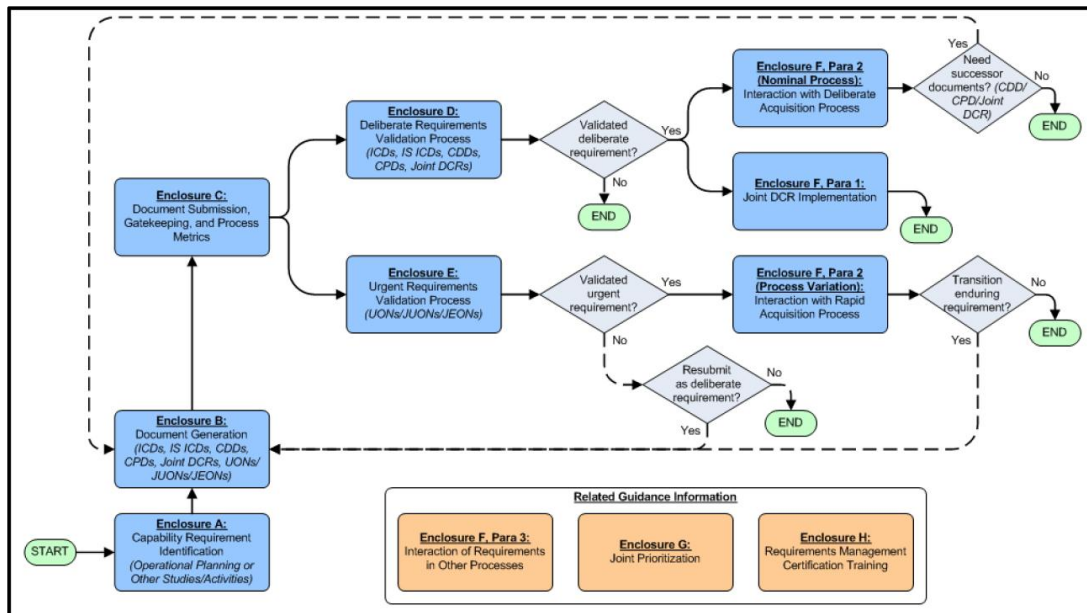 START
Enclosure A:
Capability Requirement
Identification
(Operational Planning or
Other Studies/Activities)
Enclosure B:
Document Generation
(ICDs, IS ICDs, CDDs,
CPDs, Joint DCRs, UONs/
JUONs/JEONs)
Enclosure C:
Document Submission,
Gatekeeping, and Process
Metrics
Enclosure D:
Deliberate Requirements
Validation Process
(ICDs, IS ICDs, CDDs,
CPDs, Joint DCRs)
Validated
deliberate
requirement?
Yes
No
END
Enclosure F, Para 2
(Nominal Process):
Interaction with Deliberate
Acquisition Process
Yes
Need
successor
documents? (CDD/
CPD/Joint
DCR)
No
END
Enclosure F, Para 1:
Joint DCR Implementation
END
Enclosure E:
Urgent Requirements
Validation Process
(UONs/JUONs/JEONs)
Validated
urgent
requirement?
Yes
No
Enclosure F, Para 2
(Process Variation):
Interaction with Rapid
Acquisition Process
Transition
enduring
requirement?
No
END
Yes
Resubmit
as deliberate
requirement?
No
END
Yes
Related Guidance Information
Enclosure F, Para 3:
Interaction of Requirements
in Other Processes
Enclosure G:
Joint Prioritization
Enclosure H:
Requirements Management
Certification Training